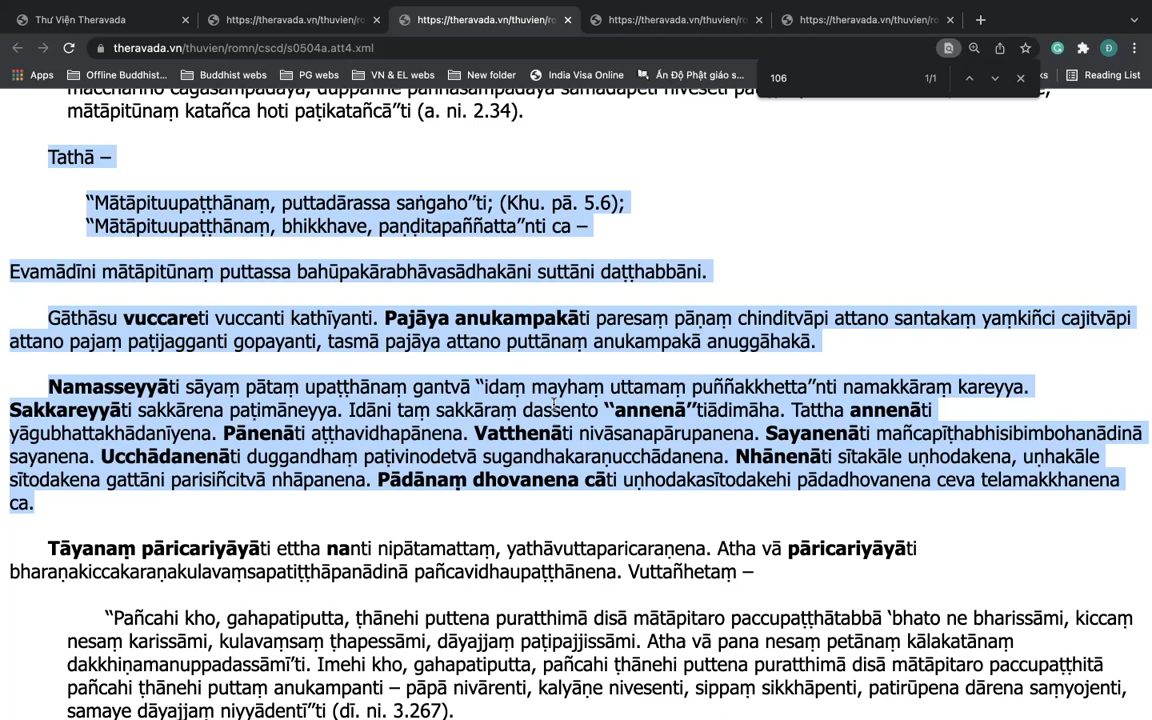 Thư Viện Theravada
https://theravada.vn/thuvien/ro
https://theravada.vn/thuvien/ro
https://theravada.vn/thuvien/ro
https://theravada.vn/thuvien/ro
theravada.vn/thuvien/romn/cscd/s0504a.att4.xml
Apps Offline Buddhist... Buddhist webs PG webs VN & EL webs New folder India Visa Online Ấn Độ Phật giáo s... Reading List
106 1/1
mātāpitūnaṃ katañca hoti paṭikatañcā”ti (a. ni. 2.34).
Tathā –
“Mātāpituupaṭṭhānaṃ, puttadārassa saṅgaho”ti; (Khu. pā. 5.6);
“Mātāpituupaṭṭhānaṃ, bhikkhave, paṇḍitapaññatta”nti ca –
Evamādīni mātāpitūnaṃ puttassa bahūpakārabhāvasādhakāni suttāni daṭṭhabbāni.
Gāthāsu vuccareti vuccanti kathīyanti. Pajāya anukampakāti paresaṃ pāṇaṃ chinditvāpi attano santakaṃ yaṃkiñci cajitvāpi
attano pajaṃ paṭijagganti gopayanti, tasmā pajāya attano puttānaṃ anukampakā anuggāhakā.
Namasseyyāti sāyaṃ pātaṃ upaṭṭhānaṃ gantvā “idaṃ mayhaṃ uttamaṃ puññakkhetta”nti namakkāraṃ kareyya.
Sakkareyyāti sakkārena paṭimāneyya. Idāni taṃ sakkāraṃ dassento “annenā”tiādimāha. Tattha annenāti
yāgubhattakhādanīyena. Pānenāti aṭṭhavidhapānena. Vatthenāti nivāsanapārupanena. Sayanenāti mañcapīṭhabhisibimbohanādinā
sayanena. Ucchādanenāti duggandhaṃ paṭivinodetvā sugandhakaraṇucchādanena. Nhānenāti sītakāle uṇhodakena, uṇhakāle
sītodakena gattāni parisiñcitvā nhāpanena. Pādānaṃ dhovanena cāti uṇhodakasītodakehi pādadhovanena ceva telamakkhanena
ca.
Tāyanaṃ pāricariyāyāti ettha nanti nipātamattaṃ, yathāvuttaparicaraṇena. Atha vā pāricariyāyāti
bharaṇakiccakaraṇakulavaṃsapatiṭṭhāpanādinā pañcavidhaupaṭṭhānena. Vuttañhetaṃ –
“Pañcahi kho, gahapatiputta, ṭhānehi puttena puratthimā disā mātāpitaro paccupaṭṭhātabbā ‘bhato ne bharissāmi, kiccaṃ
nesaṃ karissāmi, kulavaṃsaṃ ṭhapessāmi, dāyajjaṃ paṭipajjissāmi. Atha vā pana nesaṃ petānaṃ kālakatānaṃ
dakkhiṇamanuppadassāmī’ti. Imehi kho, gahapatiputta, pañcahi ṭhānehi puttena puratthimā disā mātāpitaro paccupaṭṭhitā
pañcahi ṭhānehi puttaṃ anukampanti – pāpā nivārenti, kalyāṇe nivesenti, sippaṃ sikkhāpenti, patirūpena dārena saṃyojenti,
samaye dāyajjaṃ niyyādentī”ti (dī. ni. 3.267).